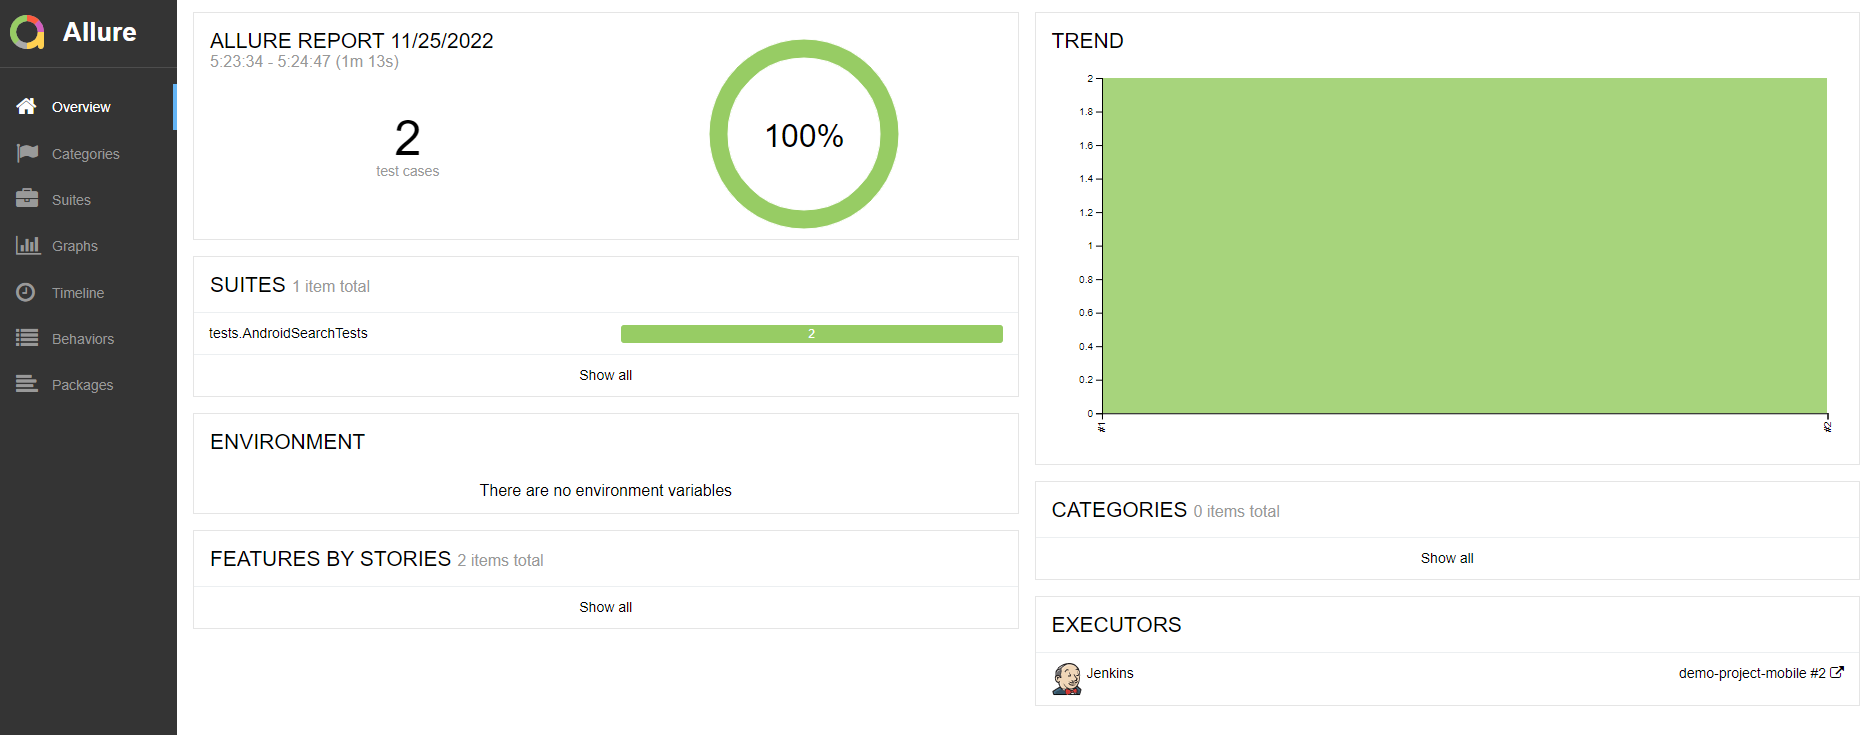 Allure
Overview
Categories
Suites
Graphs
Timeline
Behaviors
Packages
ALLURE REPORT 11/25/2022
5:23:34 - 5:24:47 (1m 13s)
2
test cases
100%
SUITES 1 item total
tests.AndroidSearchTests 2
Show all
ENVIRONMENT
There are no environment variables
FEATURES BY STORIES 2 items total
Show all
TREND
2
1.8
1.6
1.4
1.2
1
0.8
0.6
0.4
0.2
0
#1 #2
CATEGORIES 0 items total
Show all
EXECUTORS
Jenkins demo-project-mobile #2